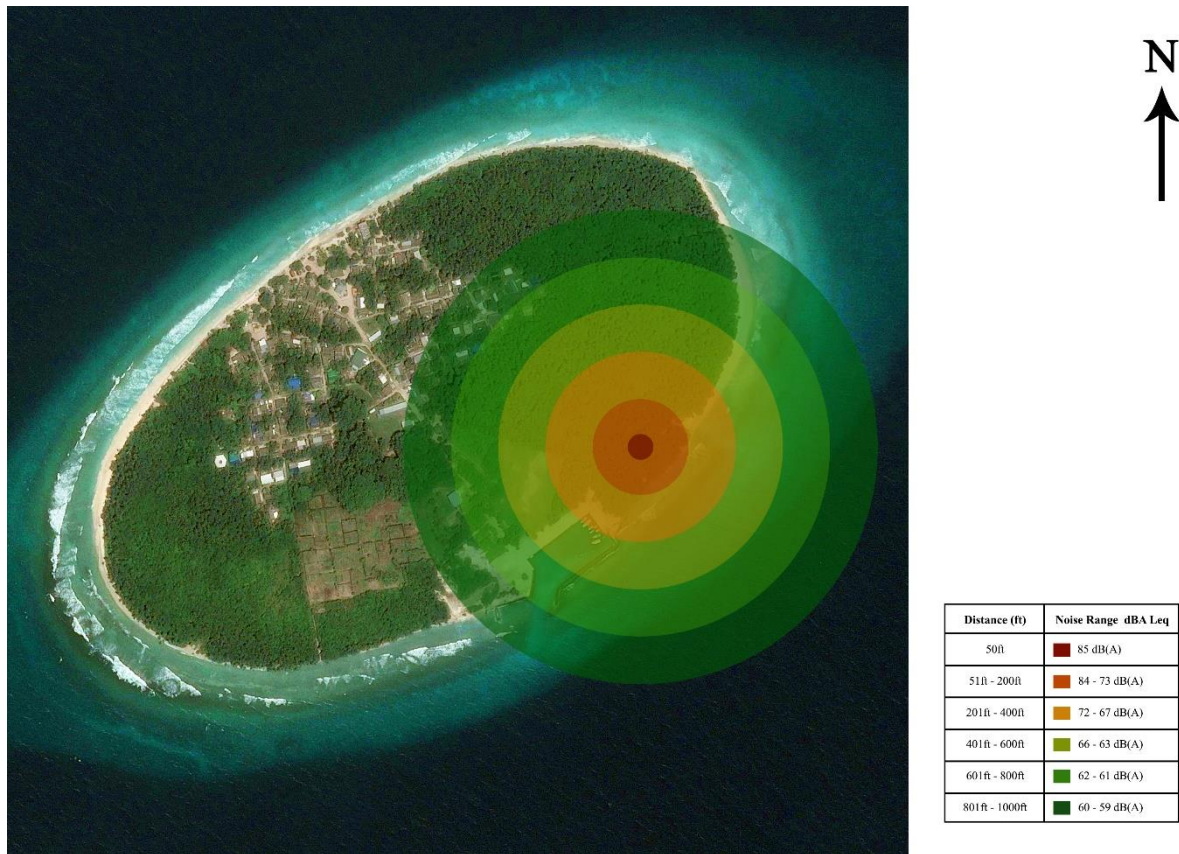 N
Distance (ft) Noise Range dBA Leq
50ft 85 dB(A)
51ft - 200ft 84 - 73 dB(A)
201ft - 400ft 72 - 67 dB(A)
401ft - 600ft 66 - 63 dB(A)
601ft - 800ft 62 - 61 dB(A)
801ft - 1000ft 60 - 59 dB(A)